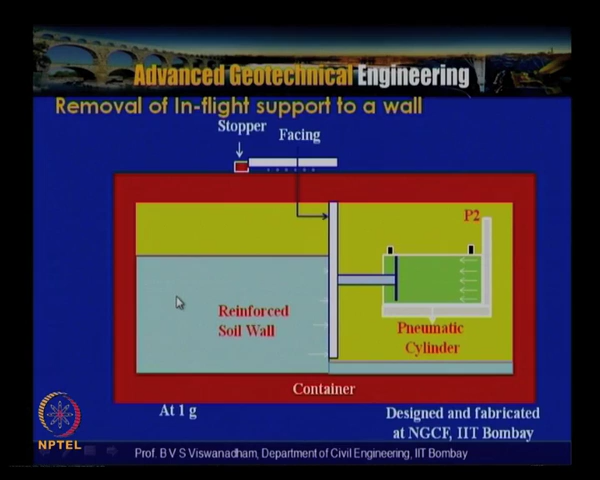 Advanced Geotechnical Engineering
Removal of In-flight support to a wall
Stopper
Facing
P2
Reinforced
Soil Wall
Pneumatic
Cylinder
Container
At 1 g
Designed and fabricated
at NGCF, IIT Bombay
NPTEL
Prof. B V S Viswanadham, Department of Civil Engineering, IIT Bombay